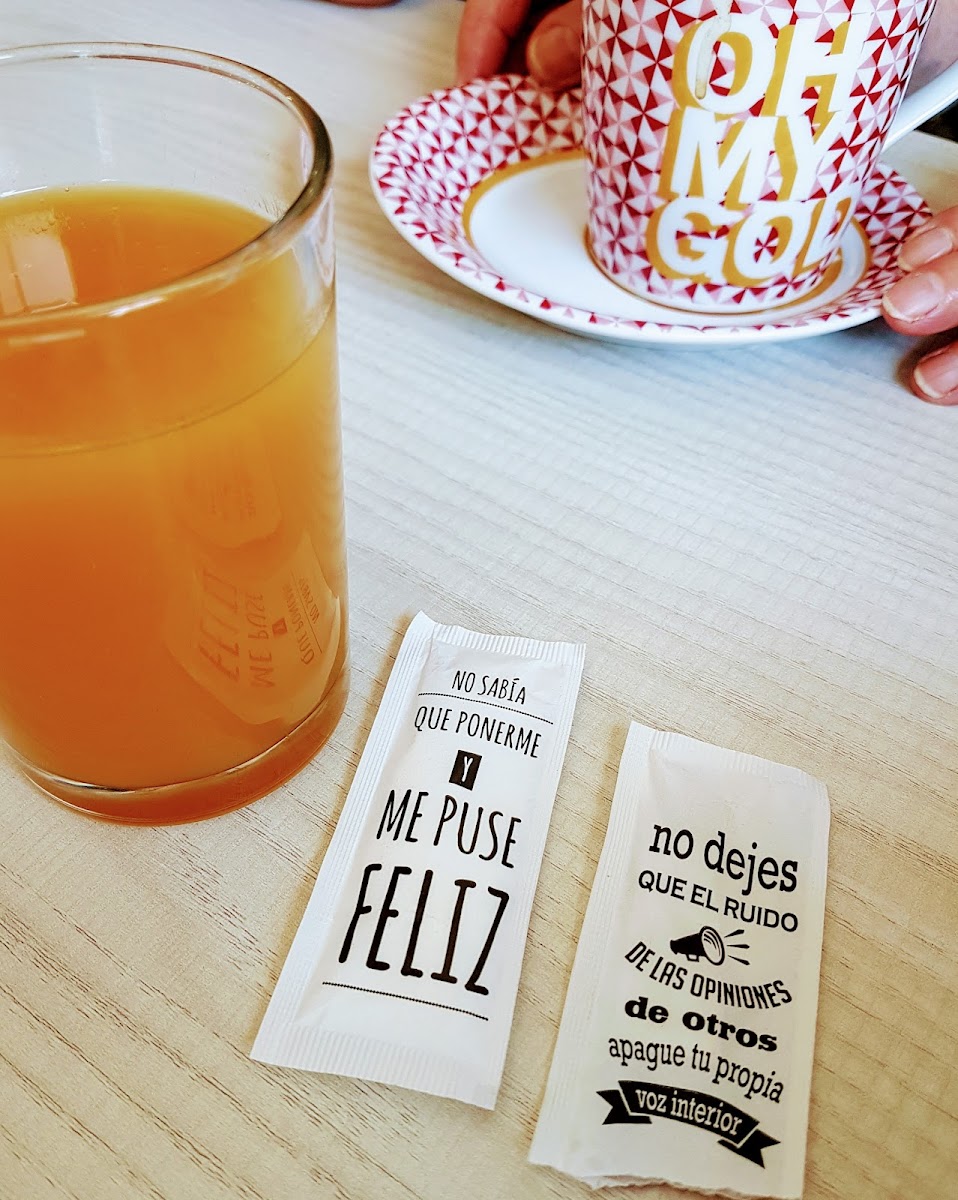 OH
MY
GOD
NO SABÍA
QUE PONERME
Y
ME PUSE
FELIZ
no dejes
QUE EL RUIDO
DE LAS OPINIONES
de otros
apague tu propia
voz interior